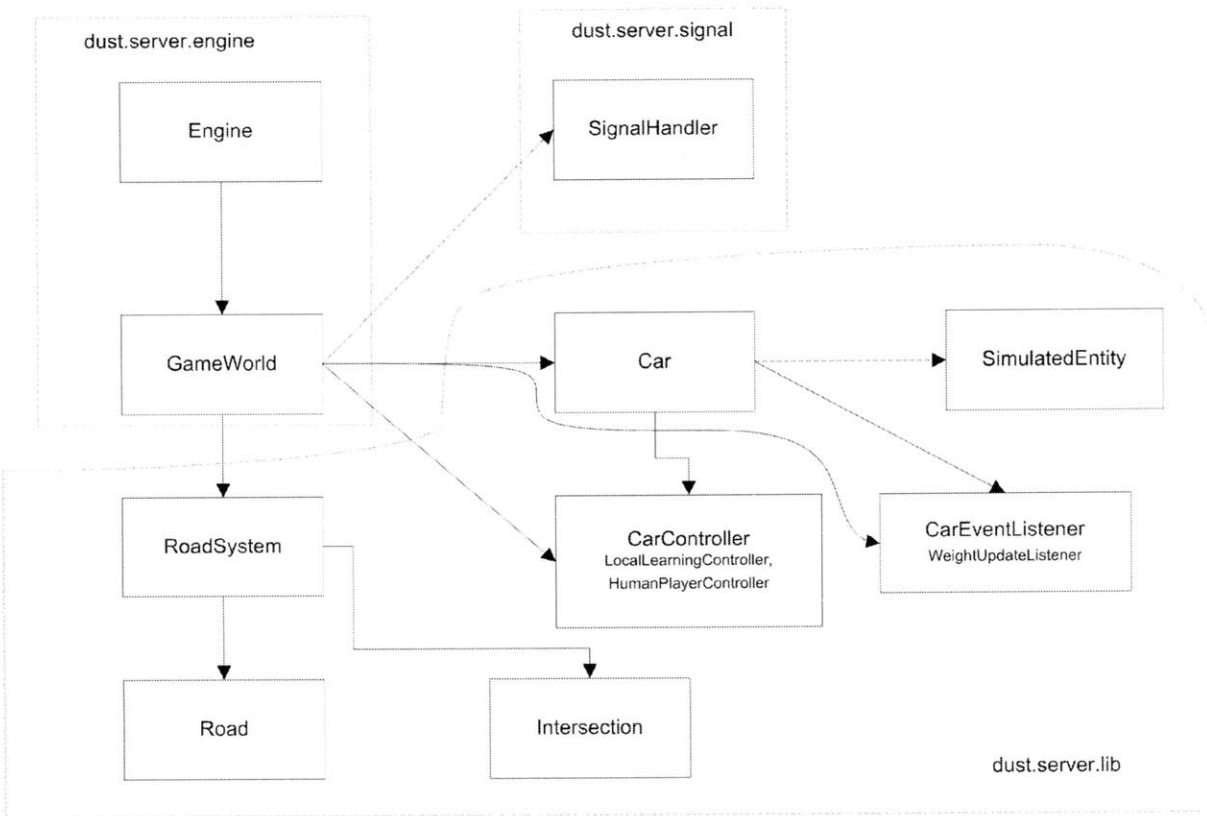 dust.server.engine
dust.server.signal
Engine
SignalHandler
GameWorld
Car
SimulatedEntity
RoadSystem
CarController
LocalLearningController,
HumanPlayerController
CarEventListener
WeightUpdateListener
Road
Intersection
dust.server.lib